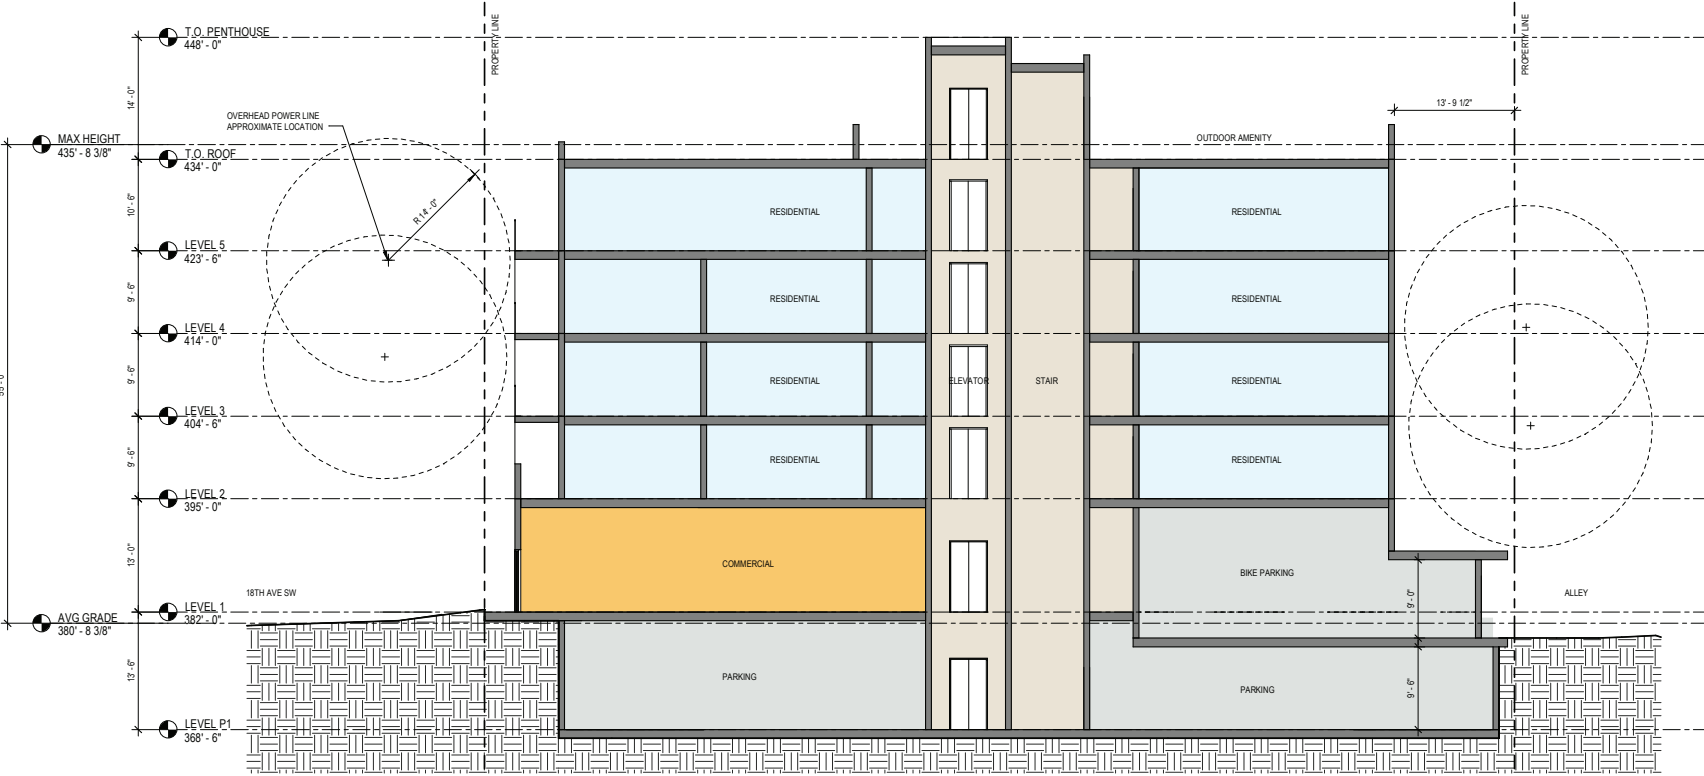 T.O. PENTHOUSE
448' - 0"
PROPERTY LINE
PROPERTY LINE
14' - 0"
13' - 9 1/2"
OVERHEAD POWER LINE
APPROXIMATE LOCATION
MAX HEIGHT
435' - 8 3/8"
OUTDOOR AMENITY
T.O. ROOF
434' - 0"
10' - 6"
R 14' - 0"
RESIDENTIAL
RESIDENTIAL
LEVEL 5
423' - 6"
9' - 6"
RESIDENTIAL
RESIDENTIAL
LEVEL 4
414' - 0"
9' - 6"
RESIDENTIAL
ELEVATOR
STAIR
RESIDENTIAL
LEVEL 3
404' - 6"
9' - 6"
RESIDENTIAL
RESIDENTIAL
LEVEL 2
395' - 0"
13' - 0"
COMMERCIAL
BIKE PARKING
18TH AVE SW
9' - 0"
ALLEY
LEVEL 1
382' - 0"
AVG GRADE
380' - 8 3/8"
13' - 6"
PARKING
PARKING
9' - 6"
LEVEL P1
368' - 6"